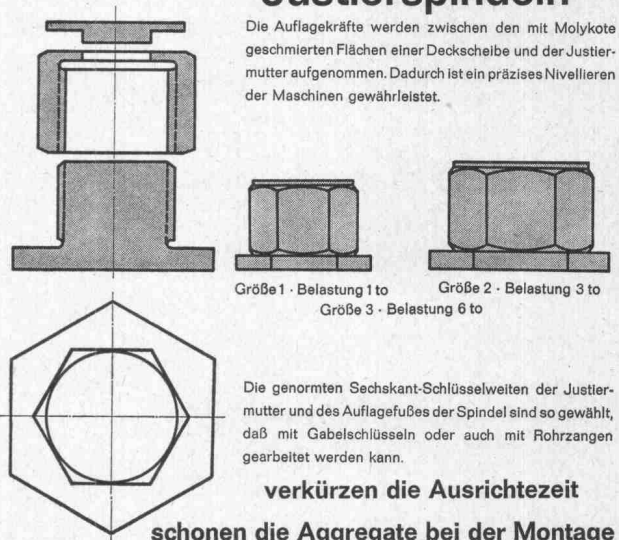 Justierspindeln
Die Auflagekräfte werden zwischen den mit Molykote
geschmierten Flächen einer Deckscheibe und der Justier-
mutter aufgenommen. Dadurch ist ein präzises Nivellieren
der Maschinen gewährleistet.
Größe 1 · Belastung 1 to
Größe 2 · Belastung 3 to
Größe 3 · Belastung 6 to
Die genormten Sechskant-Schlüsselweiten der Justier-
mutter und des Auflagefußes der Spindel sind so gewählt,
daß mit Gabelschlüsseln oder auch mit Rohrzangen
gearbeitet werden kann.
verkürzen die Ausrichtezeit
schonen die Aggregate bei der Montage